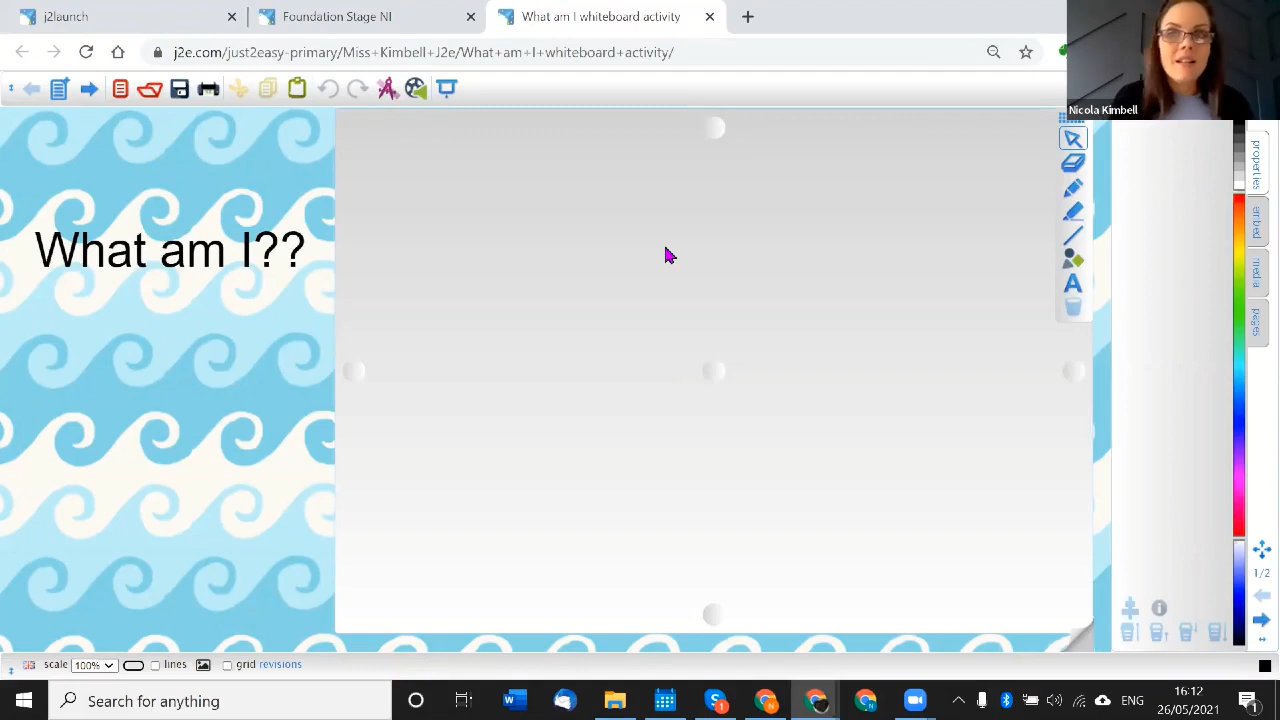 j2launch
Foundation Stage NI
What am I whiteboard activity
j2e.com/just2easy-primary/Miss+Kimbell+J2e/What+am+I+whiteboard+activity/
Nicola Kimbell
What am I??
A
properties
embed
media
pages
1/2
scale
100%
lines
grid
revisions
Search for anything
ENG
16:12
26/05/2021